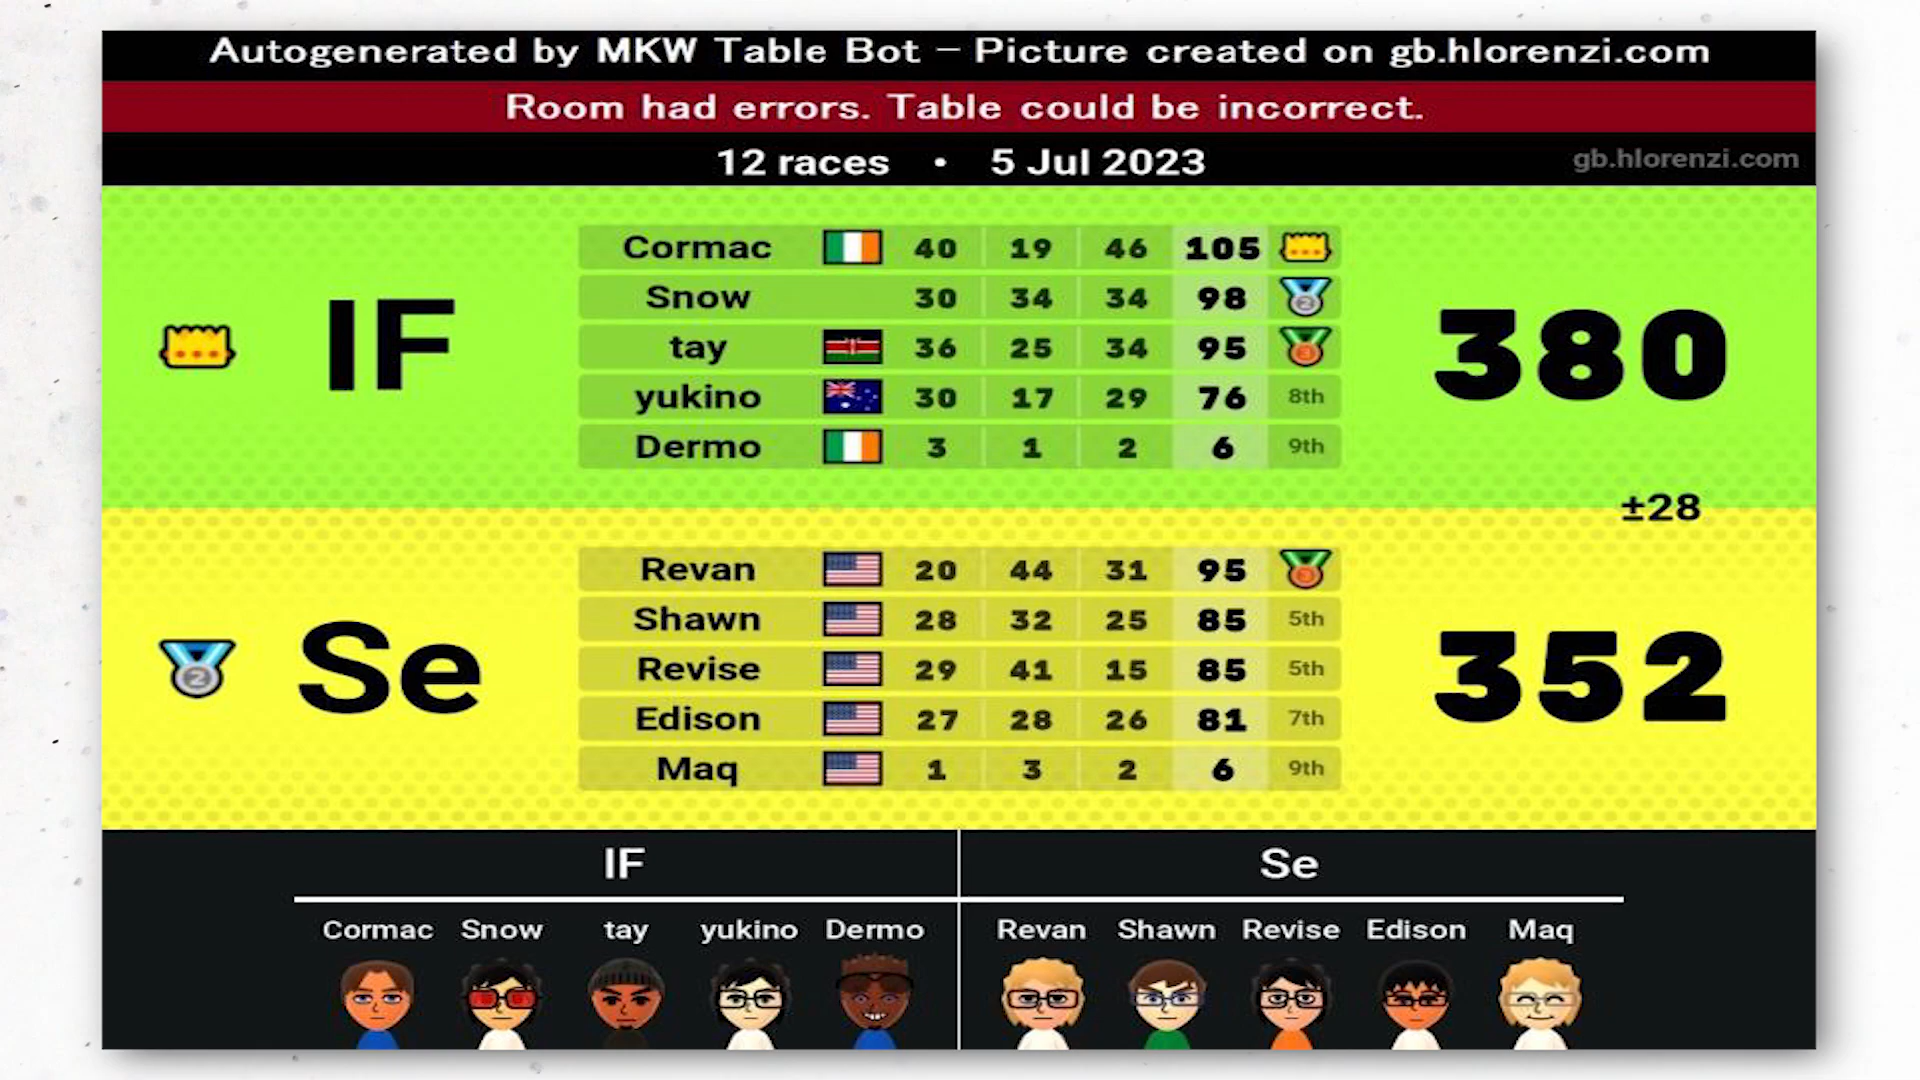 Autogenerated by MKW Table Bot – Picture created on gb.hlorenzi.com
Room had errors. Table could be incorrect.
12 races • 5 Jul 2023 gb.hlorenzi.com
IF
Cormac 40 19 46 105
Snow 30 34 34 98 2
tay 36 25 34 95 3
yukino 30 17 29 76 8th
Dermo 3 1 2 6 9th
380
±28
2 Se
Revan 20 44 31 95 3
Shawn 28 32 25 85 5th
Revise 29 41 15 85 5th
Edison 27 28 26 81 7th
Maq 1 3 2 6 9th
352
IF Se
Cormac Snow tay yukino Dermo Revan Shawn Revise Edison Maq